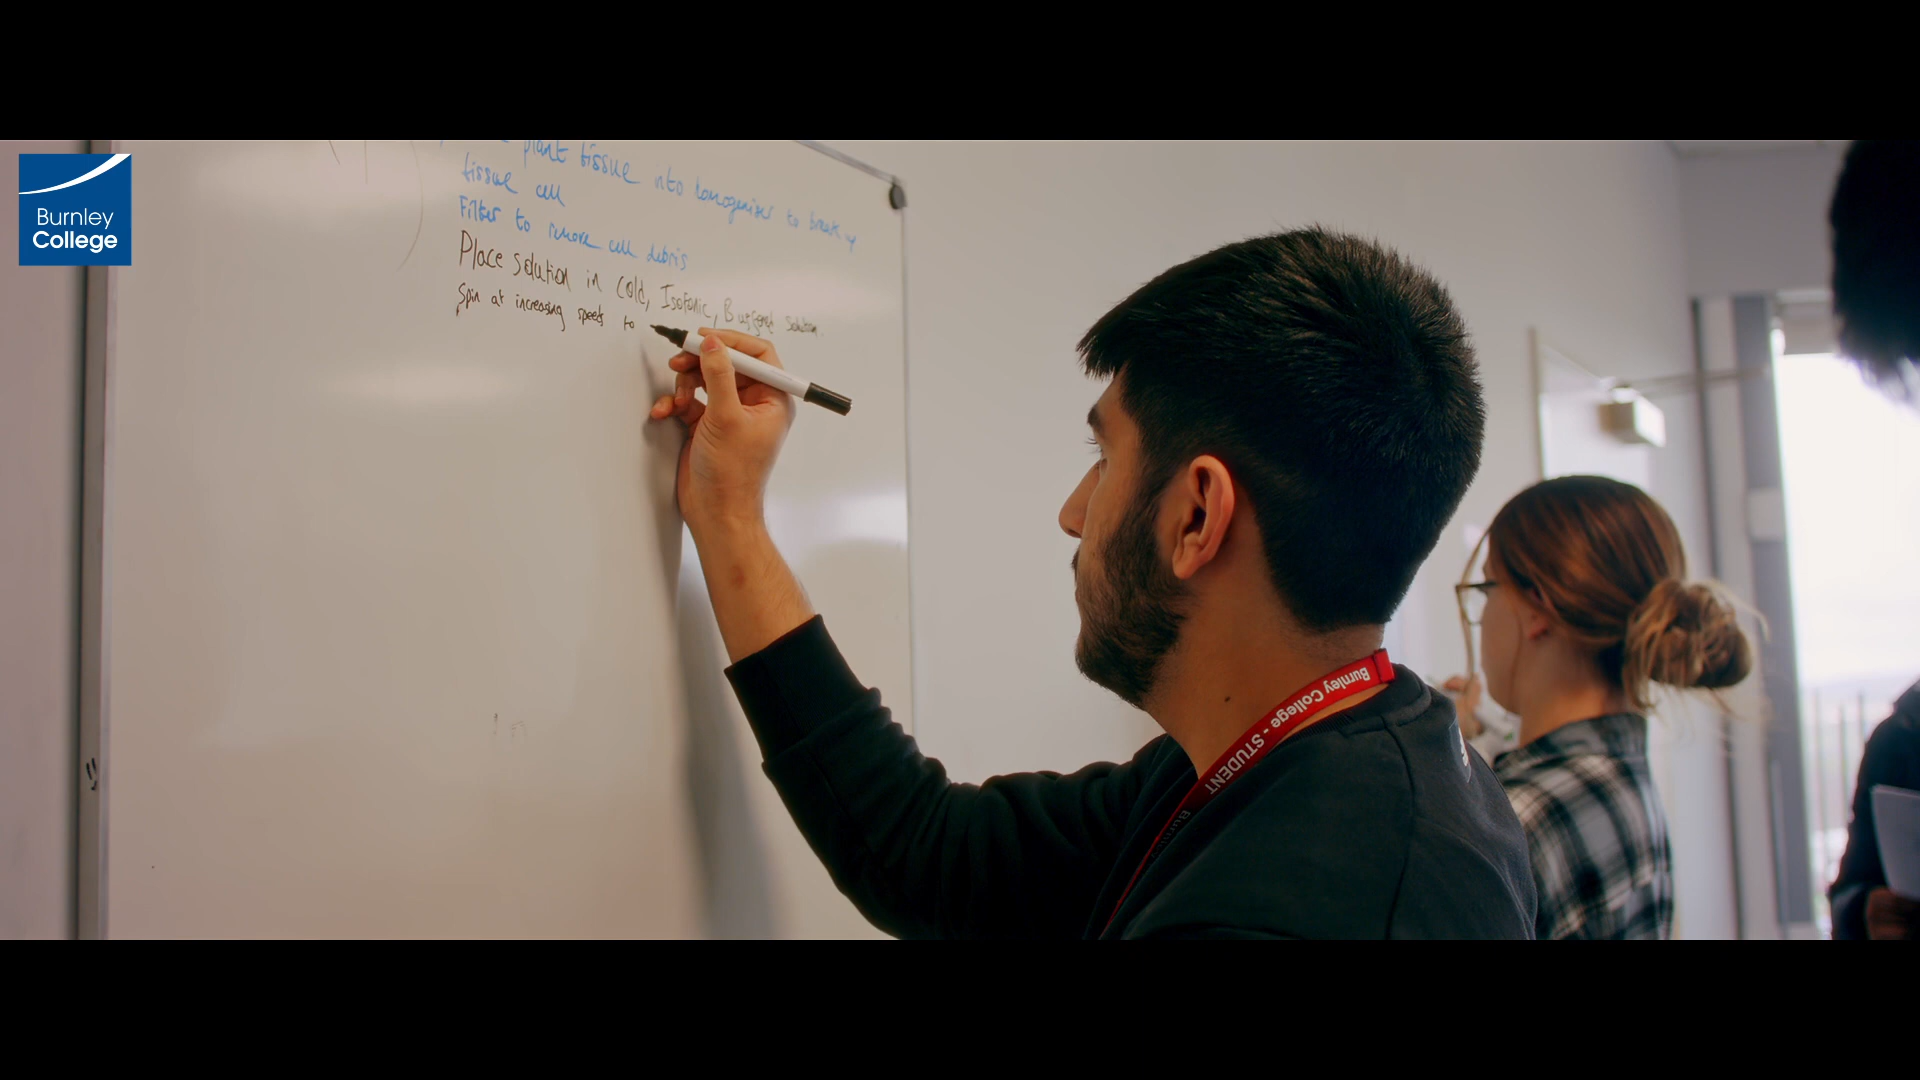 Burnley
College
plant tissue into homogeniser to break up
tissue cell
Filter to remove cell debris
Place solution in Cold, Isotonic, Buffered solution.
Spin at increasing speeds to
Burnley College - STUDENT